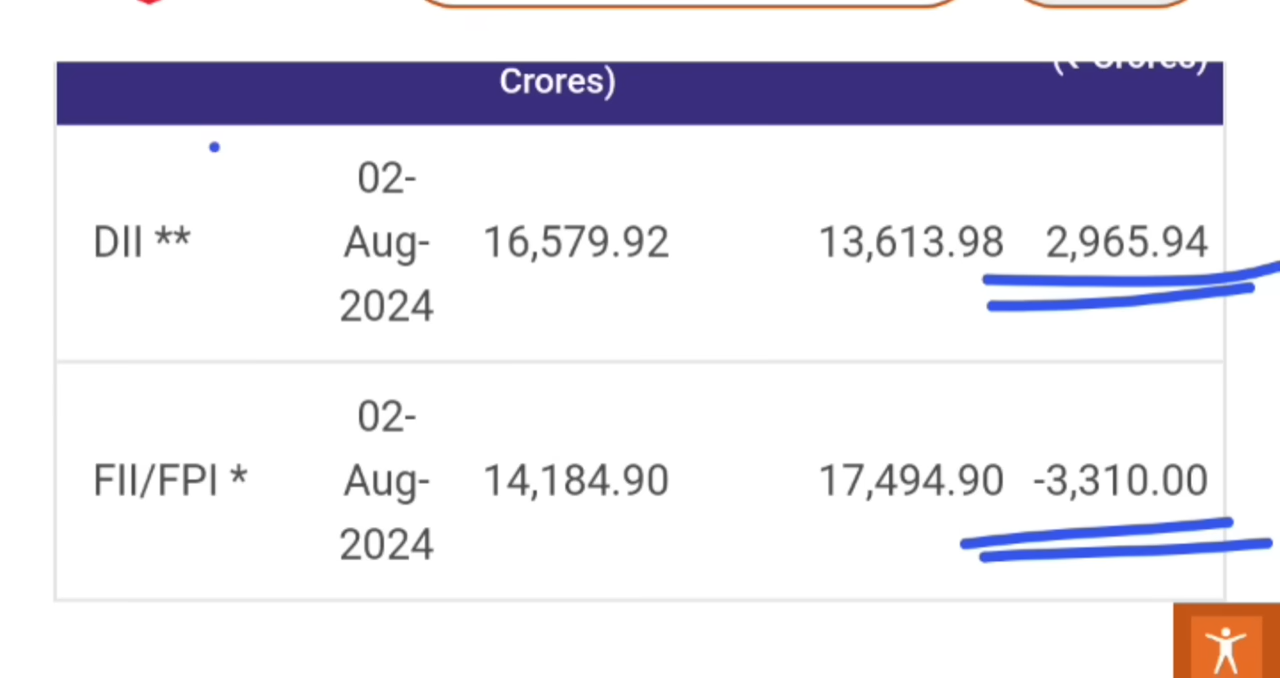 Crores)
(₹ Crores)
02-
DII ** Aug- 16,579.92 13,613.98 2,965.94
2024
02-
FII/FPI * Aug- 14,184.90 17,494.90 -3,310.00
2024